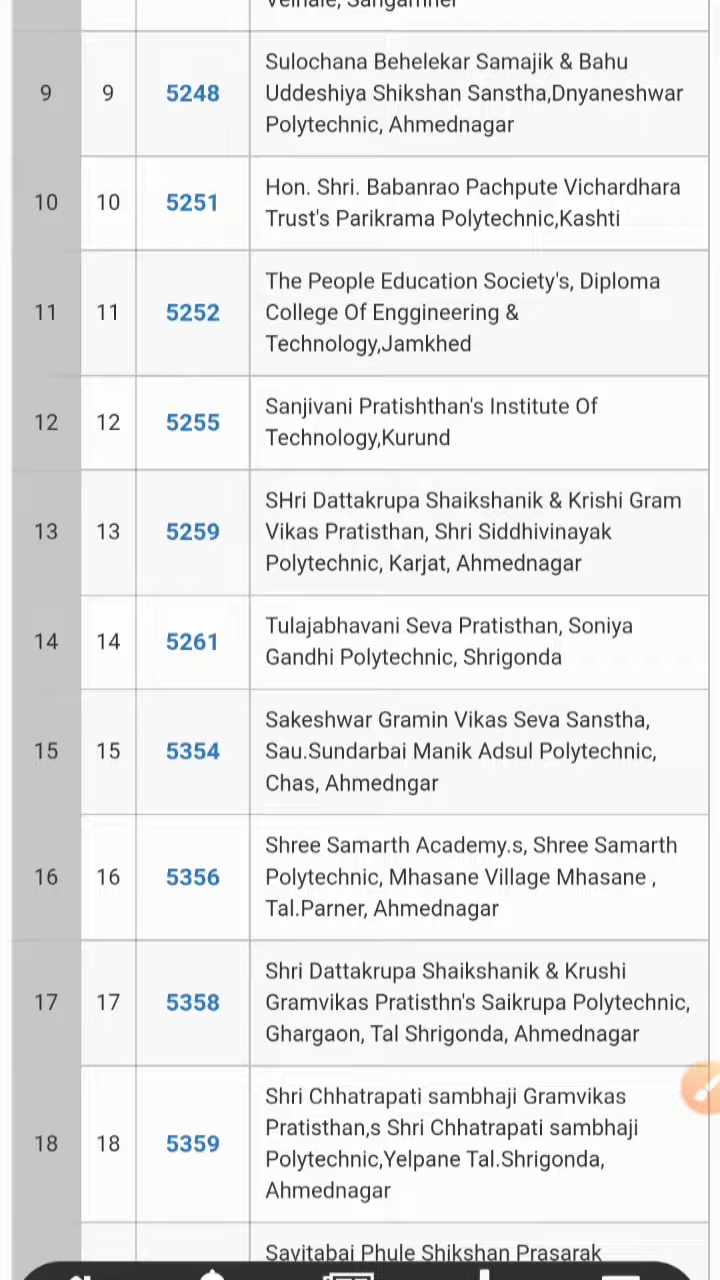 Velhale, Sangamner
9 9 5248 Sulochana Behelekar Samajik & Bahu
Uddeshiya Shikshan Sanstha,Dnyaneshwar
Polytechnic, Ahmednagar
10 10 5251 Hon. Shri. Babanrao Pachpute Vichardhara
Trust's Parikrama Polytechnic,Kashti
11 11 5252 The People Education Society's, Diploma
College Of Enggineering &
Technology,Jamkhed
12 12 5255 Sanjivani Pratishthan's Institute Of
Technology,Kurund
13 13 5259 SHri Dattakrupa Shaikshanik & Krishi Gram
Vikas Pratisthan, Shri Siddhivinayak
Polytechnic, Karjat, Ahmednagar
14 14 5261 Tulajabhavani Seva Pratisthan, Soniya
Gandhi Polytechnic, Shrigonda
15 15 5354 Sakeshwar Gramin Vikas Seva Sanstha,
Sau.Sundarbai Manik Adsul Polytechnic,
Chas, Ahmedngar
16 16 5356 Shree Samarth Academy.s, Shree Samarth
Polytechnic, Mhasane Village Mhasane ,
Tal.Parner, Ahmednagar
17 17 5358 Shri Dattakrupa Shaikshanik & Krushi
Gramvikas Pratisthn's Saikrupa Polytechnic,
Ghargaon, Tal Shrigonda, Ahmednagar
18 18 5359 Shri Chhatrapati sambhaji Gramvikas
Pratisthan,s Shri Chhatrapati sambhaji
Polytechnic,Yelpane Tal.Shrigonda,
Ahmednagar
Savitabai Phule Shikshan Prasarak